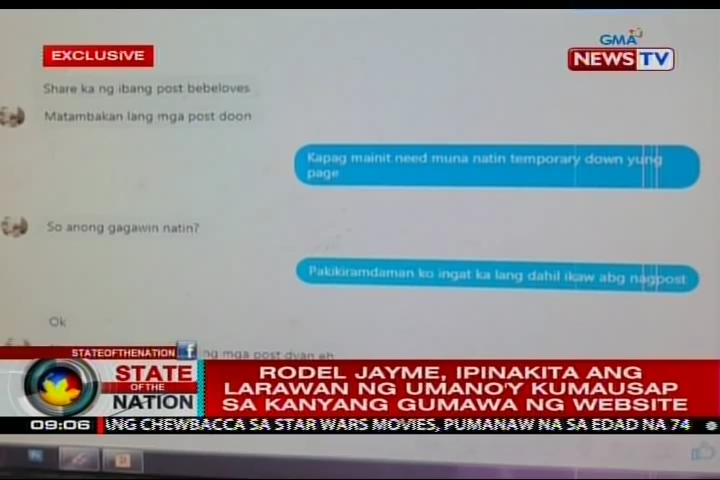 EXCLUSIVE
GMA
NEWS TV
Share ka ng ibang post bebeloves
Matambakan lang mga post doon
Kapag mainit need muna natin temporary down yung
page
So anong gagawin natin?
Pakikiramdaman ko ingat ka lang dahil ikaw abg nagpost
Ok
ng mga post dyan eh
STATEOFTHENATION f
STATE
OF THE
NATION
RODEL JAYME, IPINAKITA ANG
LARAWAN NG UMANO'Y KUMAUSAP
SA KANYANG GUMAWA NG WEBSITE
09:06 ANG CHEWBACCA SA STAR WARS MOVIES, PUMANAW NA SA EDAD NA 74